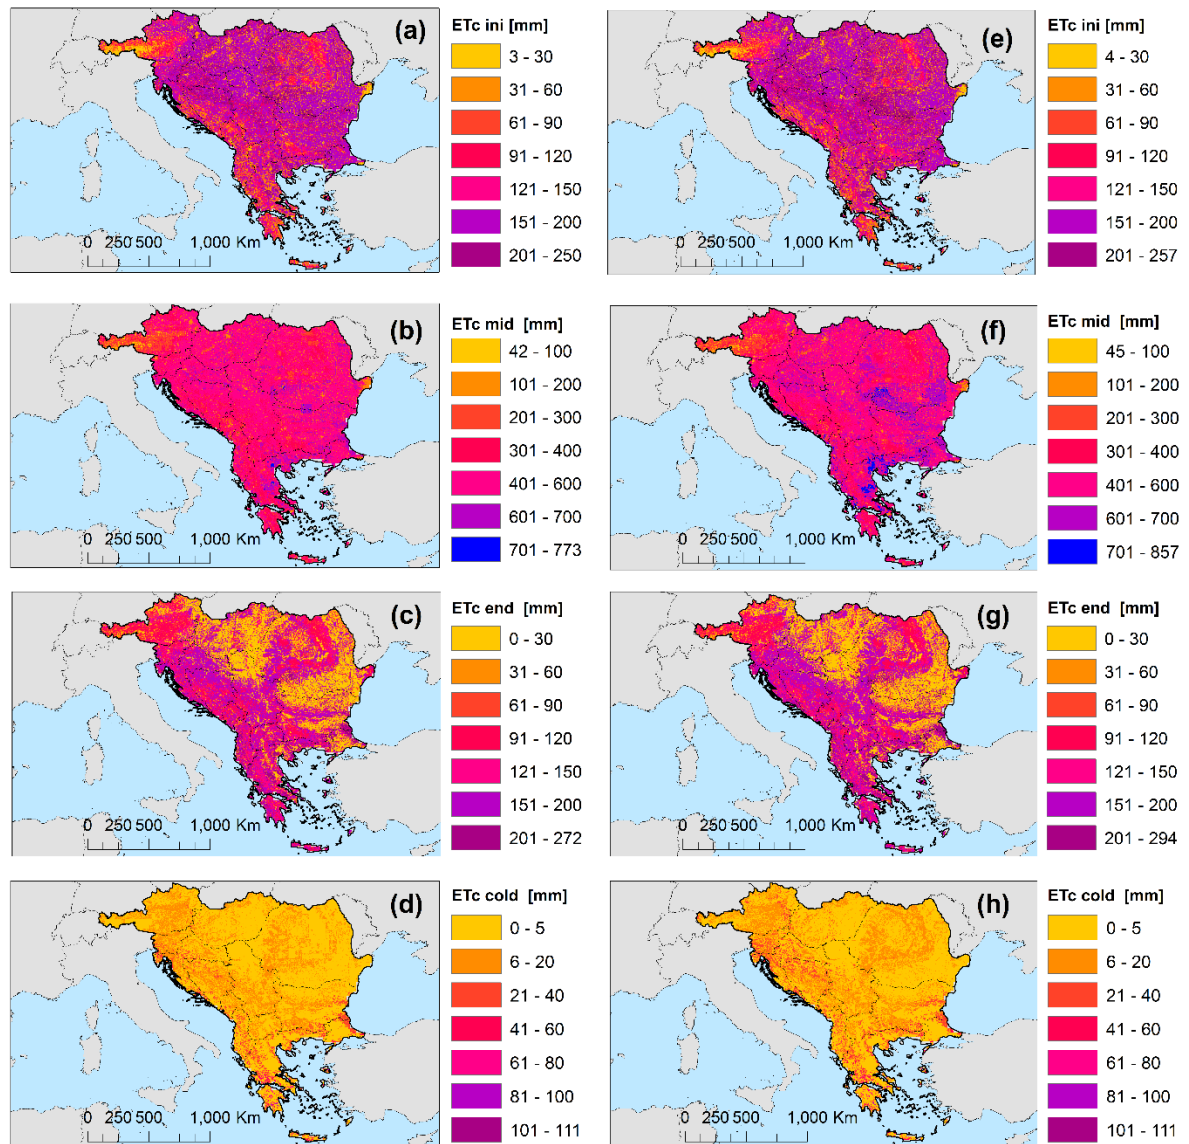 (a)
ETc ini [mm]
3 - 30
31 - 60
61 - 90
91 - 120
121 - 150
151 - 200
201 - 250
0 250 500 1,000 Km
(e)
ETc ini [mm]
4 - 30
31 - 60
61 - 90
91 - 120
121 - 150
151 - 200
201 - 257
0 250 500 1,000 Km
(b)
ETc mid [mm]
42 - 100
101 - 200
201 - 300
301 - 400
401 - 600
601 - 700
701 - 773
0 250 500 1,000 Km
(f)
ETc mid [mm]
45 - 100
101 - 200
201 - 300
301 - 400
401 - 600
601 - 700
701 - 857
0 250 500 1,000 Km
(c)
ETc end [mm]
0 - 30
31 - 60
61 - 90
91 - 120
121 - 150
151 - 200
201 - 272
0 250 500 1,000 Km
(g)
ETc end [mm]
0 - 30
31 - 60
61 - 90
91 - 120
121 - 150
151 - 200
201 - 294
0 250 500 1,000 Km
(d)
ETc cold [mm]
0 - 5
6 - 20
21 - 40
41 - 60
61 - 80
81 - 100
101 - 111
0 250 500 1,000 Km
(h)
ETc cold [mm]
0 - 5
6 - 20
21 - 40
41 - 60
61 - 80
81 - 100
101 - 111
0 250 500 1,000 Km